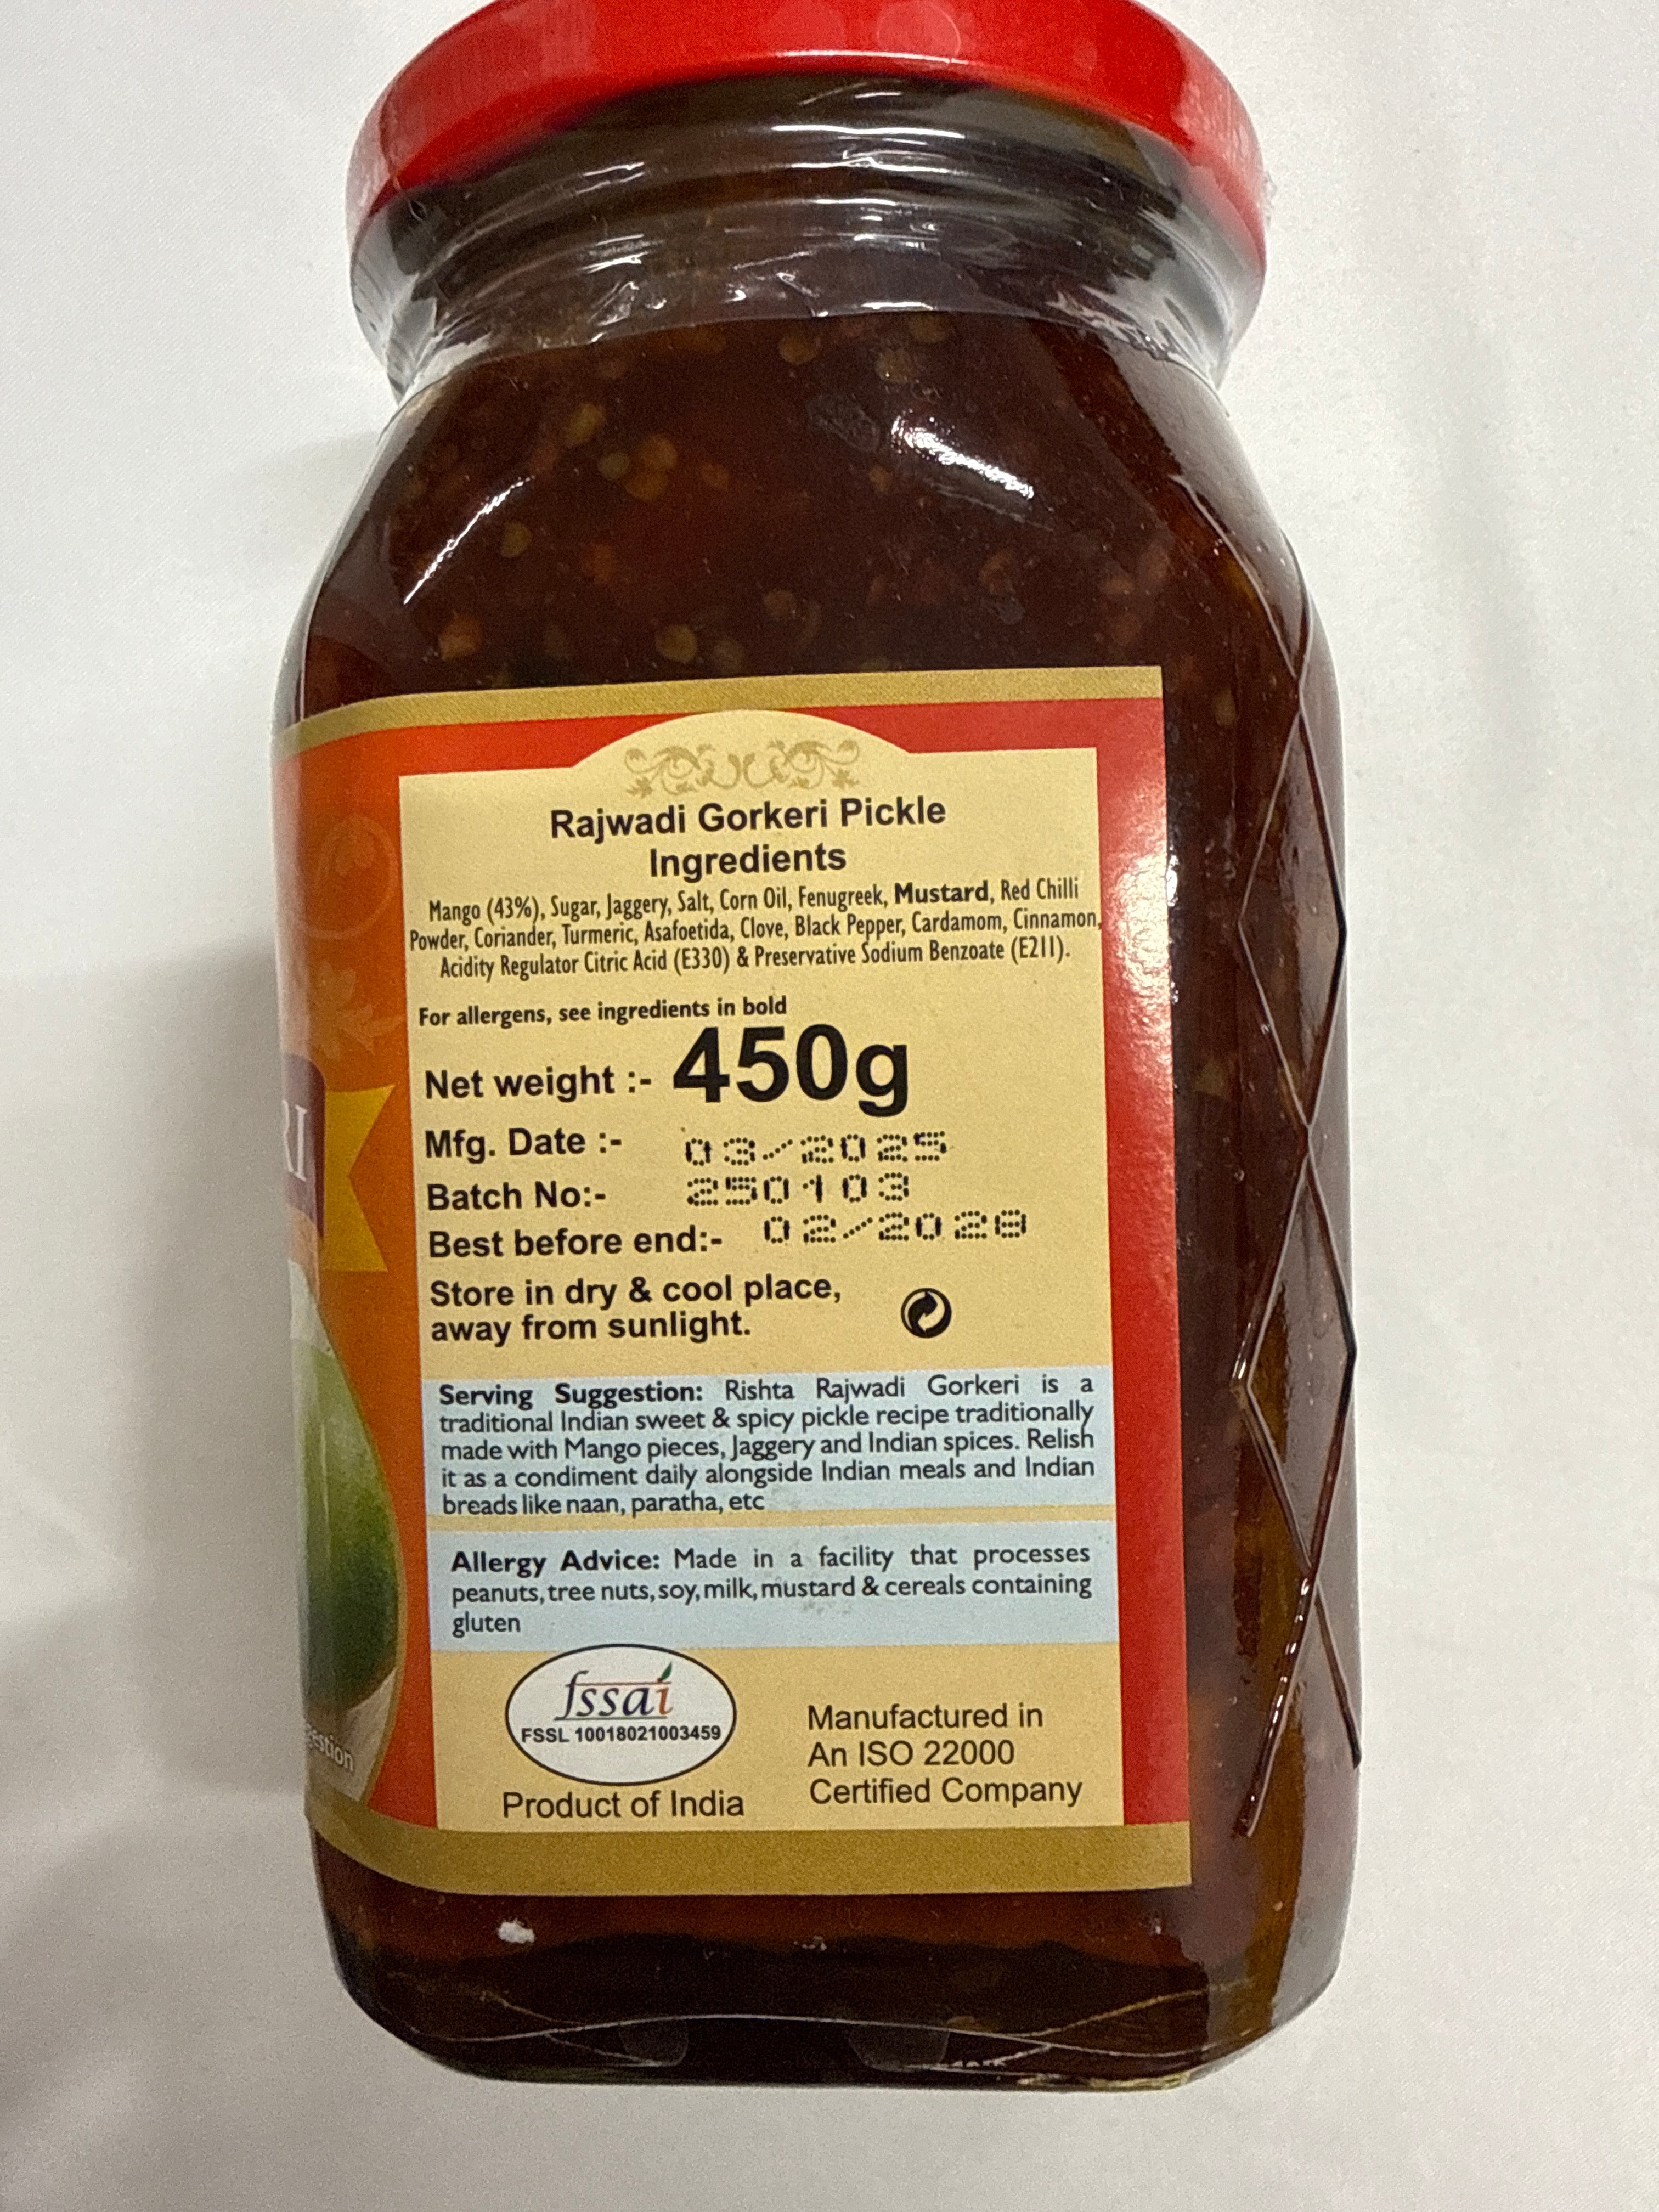 Rajwadi Gorkeri Pickle
Ingredients
Mango (43%), Sugar, Jaggery, Salt, Corn Oil, Fenugreek, Mustard, Red Chilli
Powder, Coriander, Turmeric, Asafoetida, Clove, Black Pepper, Cardamom, Cinnamon,
Acidity Regulator Citric Acid (E330) & Preservative Sodium Benzoate (E211).
For allergens, see ingredients in bold
Net weight :- 450g
Mfg. Date :- 03/2025
Batch No:- 250103
Best before end:- 02/2028
Store in dry & cool place,
away from sunlight.
Serving Suggestion: Rishta Rajwadi Gorkeri is a
traditional Indian sweet & spicy pickle recipe traditionally
made with Mango pieces, Jaggery and Indian spices. Relish
it as a condiment daily alongside Indian meals and Indian
breads like naan, paratha, etc
Allergy Advice: Made in a facility that processes
peanuts, tree nuts, soy, milk, mustard & cereals containing
gluten
fssai
FSSL 10018021003459
Product of India
Manufactured in
An ISO 22000
Certified Company